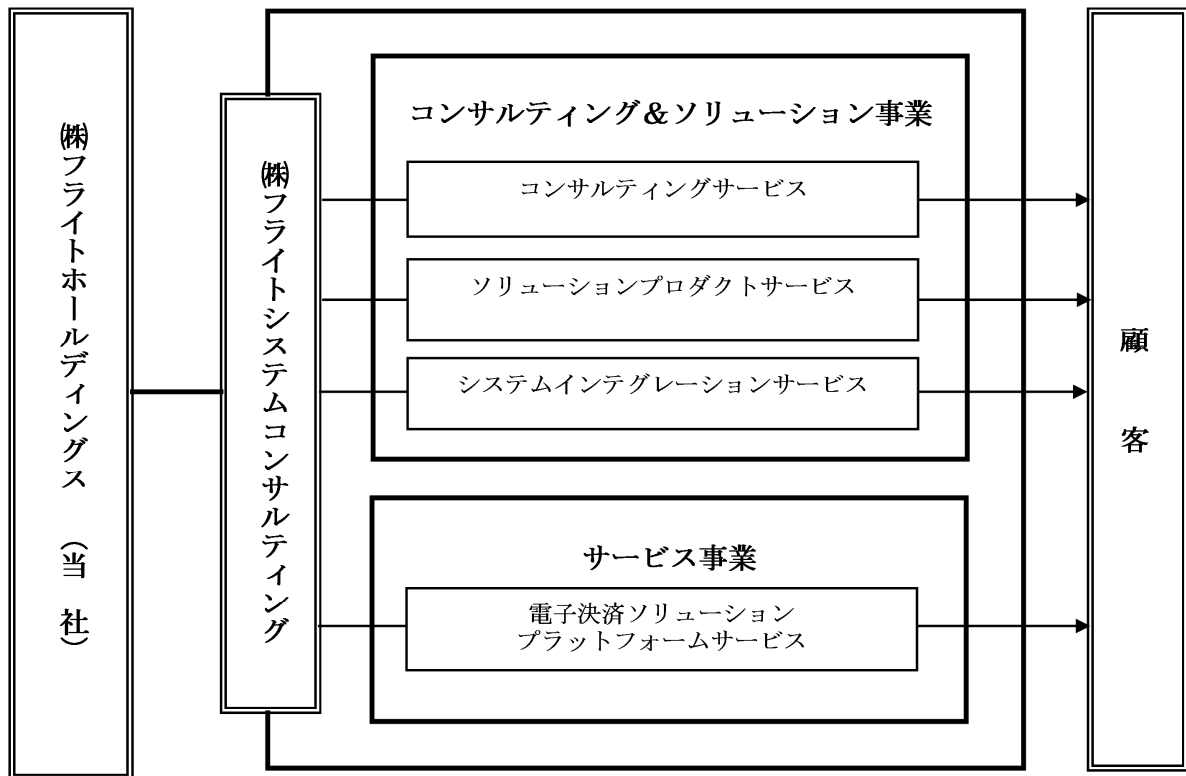 ㈱フライトホールディングス （当 社）
㈱フライトシステムコンサルティング
コンサルティング＆ソリューション事業
コンサルティングサービス
ソリューションプロダクトサービス
システムインテグレーションサービス
サービス事業
電子決済ソリューション
プラットフォームサービス
顧 客